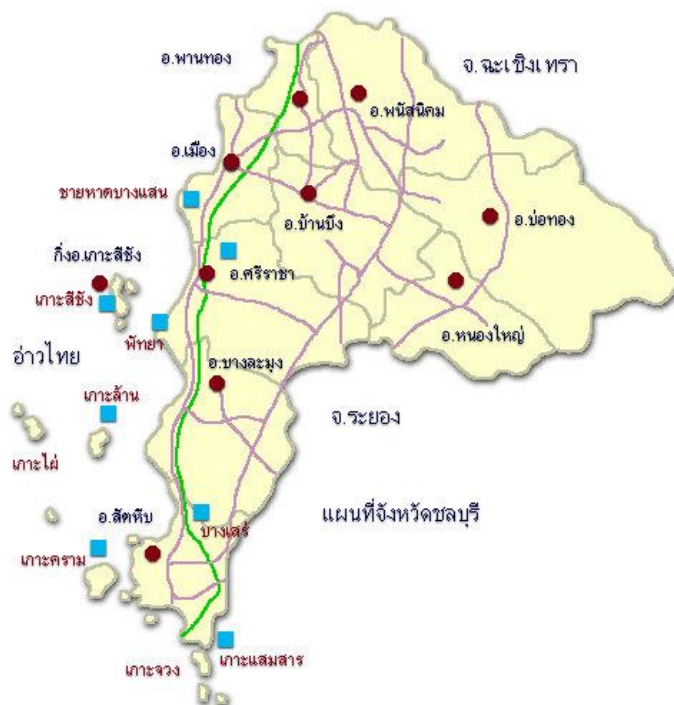 อ.พานทอง
จ.ฉะเชิงเทรา
อ.พนัสนิคม
อ.เมือง
ชายหาดบางแสน
อ.บ้านบึง
อ.บ่อทอง
กิ่งอ.เกาะสีชัง
อ.ศรีราชา
เกาะสีชัง
พัทยา
อ.หนองใหญ่
อ่าวไทย
อ.บางละมุง
เกาะล้าน
จ.ระยอง
เกาะไผ่
อ.สัตหีบ
บางเสร่
แผนที่จังหวัดชลบุรี
เกาะคราม
เกาะแสมสาร
เกาะจวง